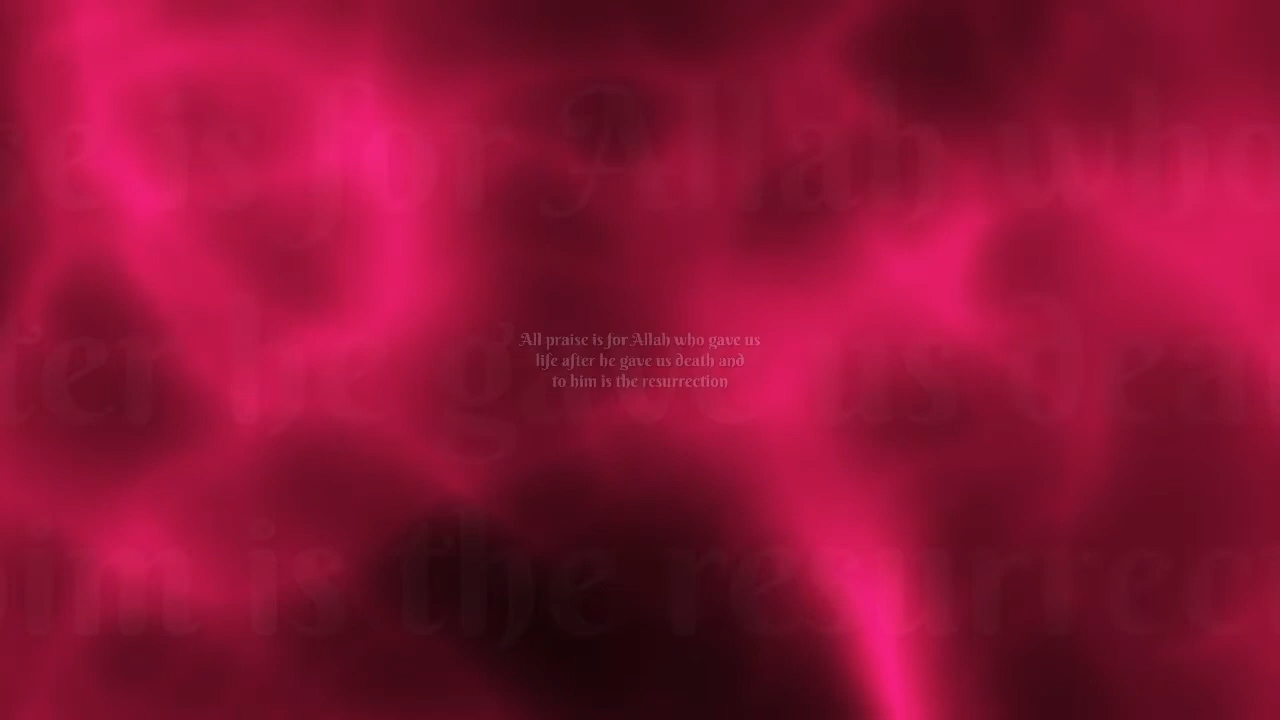 All praise is for Allah who gave us
life after he gave us death and
to him is the resurrection